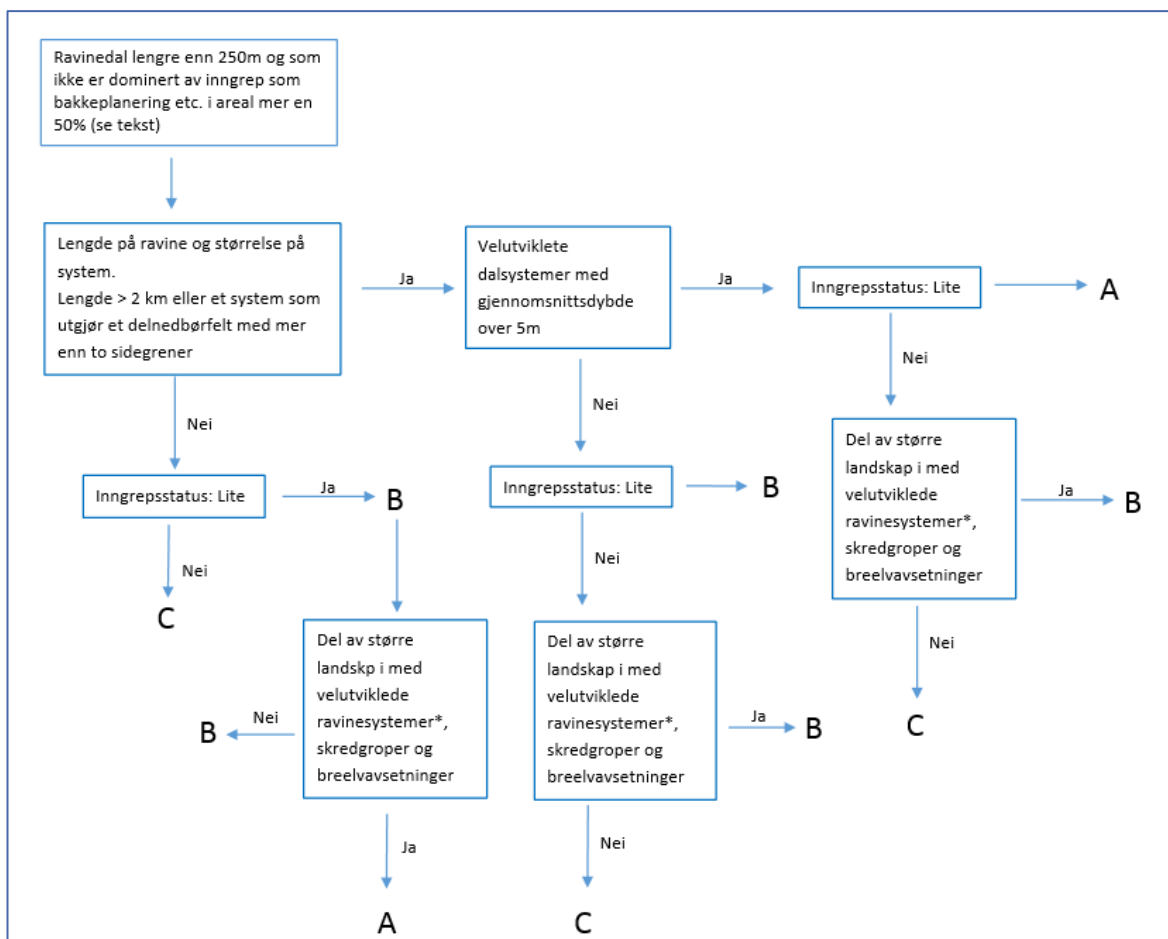 Ravinedal lengre enn 250m og som
ikke er dominert av inngrep som
bakkeplanering etc. i areal mer en
50% (se tekst)
Lengde på ravine og størrelse på
system.
Lengde > 2 km eller et system som
utgjør et delnedbørfelt med mer
enn to sidegrener
Ja
Velutviklete
dalsystemer med
gjennomsnittsdybde
over 5m
Ja
Inngrepsstatus: Lite
A
Nei
Nei
Nei
Inngrepsstatus: Lite
Ja
B
Nei
C
Inngrepsstatus: Lite
B
Nei
Del av større
landskap i med
velutviklede
ravinesystemer*,
skredgroper og
breelvavsetninger
Ja
B
Nei
C
Del av større
landskp i med
velutviklede
ravinesystemer*,
skredgroper og
breelvavsetninger
Nei
B
Ja
A
Del av større
landskap i med
velutviklede
ravinesystemer*,
skredgroper og
breelvavsetninger
Ja
B
Nei
C